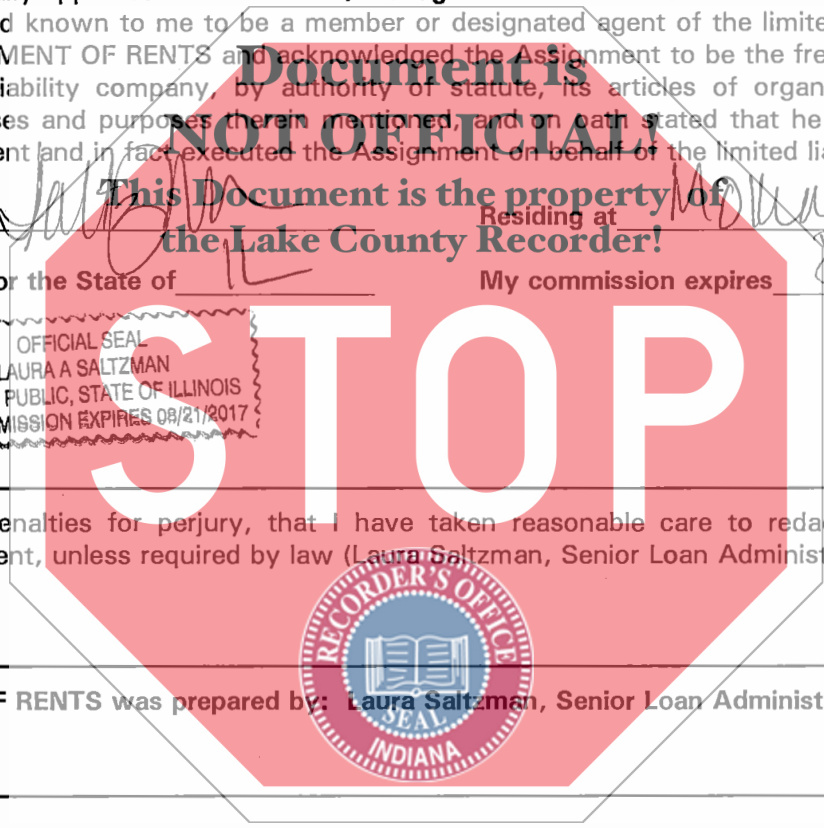 d known to me to be a member or designated agent of the limite
MENT OF RENTS and acknowledged the Assignment to be the fre
iability company, by authority of statute, its articles of organ
es and purposes therein mentioned, and on oath stated that he
ent and in fact executed the Assignment on behalf of the limited lia
Document is
NOT OFFICIAL!
This Document is the property of
the Lake County Recorder!
Residing at
or the State of IL My commission expires
STOP
OFFICIAL SEAL
LAURA A SALTZMAN
PUBLIC, STATE OF ILLINOIS
MISSION EXPIRES 08/21/2017
enalties for perjury, that I have taken reasonable care to reda
ent, unless required by law (Laura Saltzman, Senior Loan Administ
RECORDER'S OFFICE
SEAL
INDIANA
F RENTS was prepared by: Laura Saltzman, Senior Loan Administ